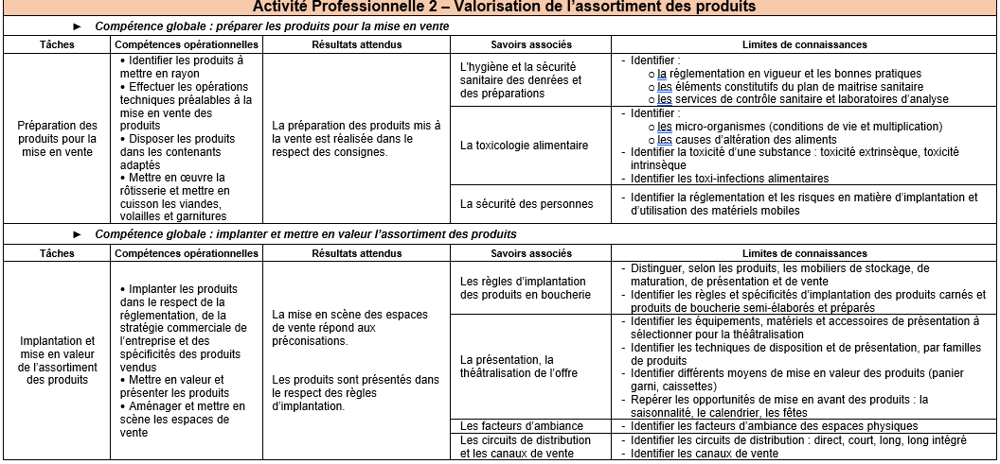 Activité Professionnelle 2 – Valorisation de l’assortiment des produits
► Compétence globale : préparer les produits pour la mise en vente
Tâches
Compétences opérationnelles
Résultats attendus
Savoirs associés
Limites de connaissances
Préparation des
produits pour la
mise en vente
• Identifier les produits à
mettre en rayon
• Effectuer les opérations
techniques préalables à la
mise en vente des
produits
• Disposer les produits
dans les contenants
adaptés
• Mettre en œuvre la
rôtisserie et mettre en
cuisson les viandes,
volailles et garnitures
La préparation des produits mis à
la vente est réalisée dans le
respect des consignes.
L’hygiène et la sécurité
sanitaire des denrées et
des préparations
- Identifier :
o la réglementation en vigueur et les bonnes pratiques
o les éléments constitutifs du plan de maitrise sanitaire
o les services de contrôle sanitaire et laboratoires d’analyse
La toxicologie alimentaire
- Identifier :
o les micro-organismes (conditions de vie et multiplication)
o les causes d’altération des aliments
- Identifier la toxicité d’une substance : toxicité extrinsèque, toxicité
intrinsèque
- Identifier les toxi-infections alimentaires
La sécurité des personnes
- Identifier la réglementation et les risques en matière d’implantation et
d’utilisation des matériels mobiles
► Compétence globale : implanter et mettre en valeur l’assortiment des produits
Tâches
Compétences opérationnelles
Résultats attendus
Savoirs associés
Limites de connaissances
Implantation et
mise en valeur
de l’assortiment
des produits
• Implanter les produits
dans le respect de la
réglementation, de la
stratégie commerciale de
l’entreprise et des
spécificités des produits
vendus
• Mettre en valeur et
présenter les produits
• Aménager et mettre en
scène les espaces de
vente
La mise en scène des espaces
de vente répond aux
préconisations.
Les produits sont présentés dans
le respect des règles
d’implantation.
Les règles d’implantation
des produits en boucherie
- Distinguer, selon les produits, les mobiliers de stockage, de
maturation, de présentation et de vente
- Identifier les règles et spécificités d’implantation des produits carnés et
produits de boucherie semi-élaborés et préparés
La présentation, la
théâtralisation de l’offre
- Identifier les équipements, matériels et accessoires de présentation à
sélectionner pour la théâtralisation
- Identifier les techniques de disposition et de présentation, par familles
de produits
- Identifier différents moyens de mise en valeur des produits (panier
garni, caissettes)
- Repérer les opportunités de mise en avant des produits : la
saisonnalité, le calendrier, les fêtes
Les facteurs d’ambiance
- Identifier les facteurs d’ambiance des espaces physiques
Les circuits de distribution
et les canaux de vente
- Identifier les circuits de distribution : direct, court, long, long intégré
- Identifier les canaux de vente